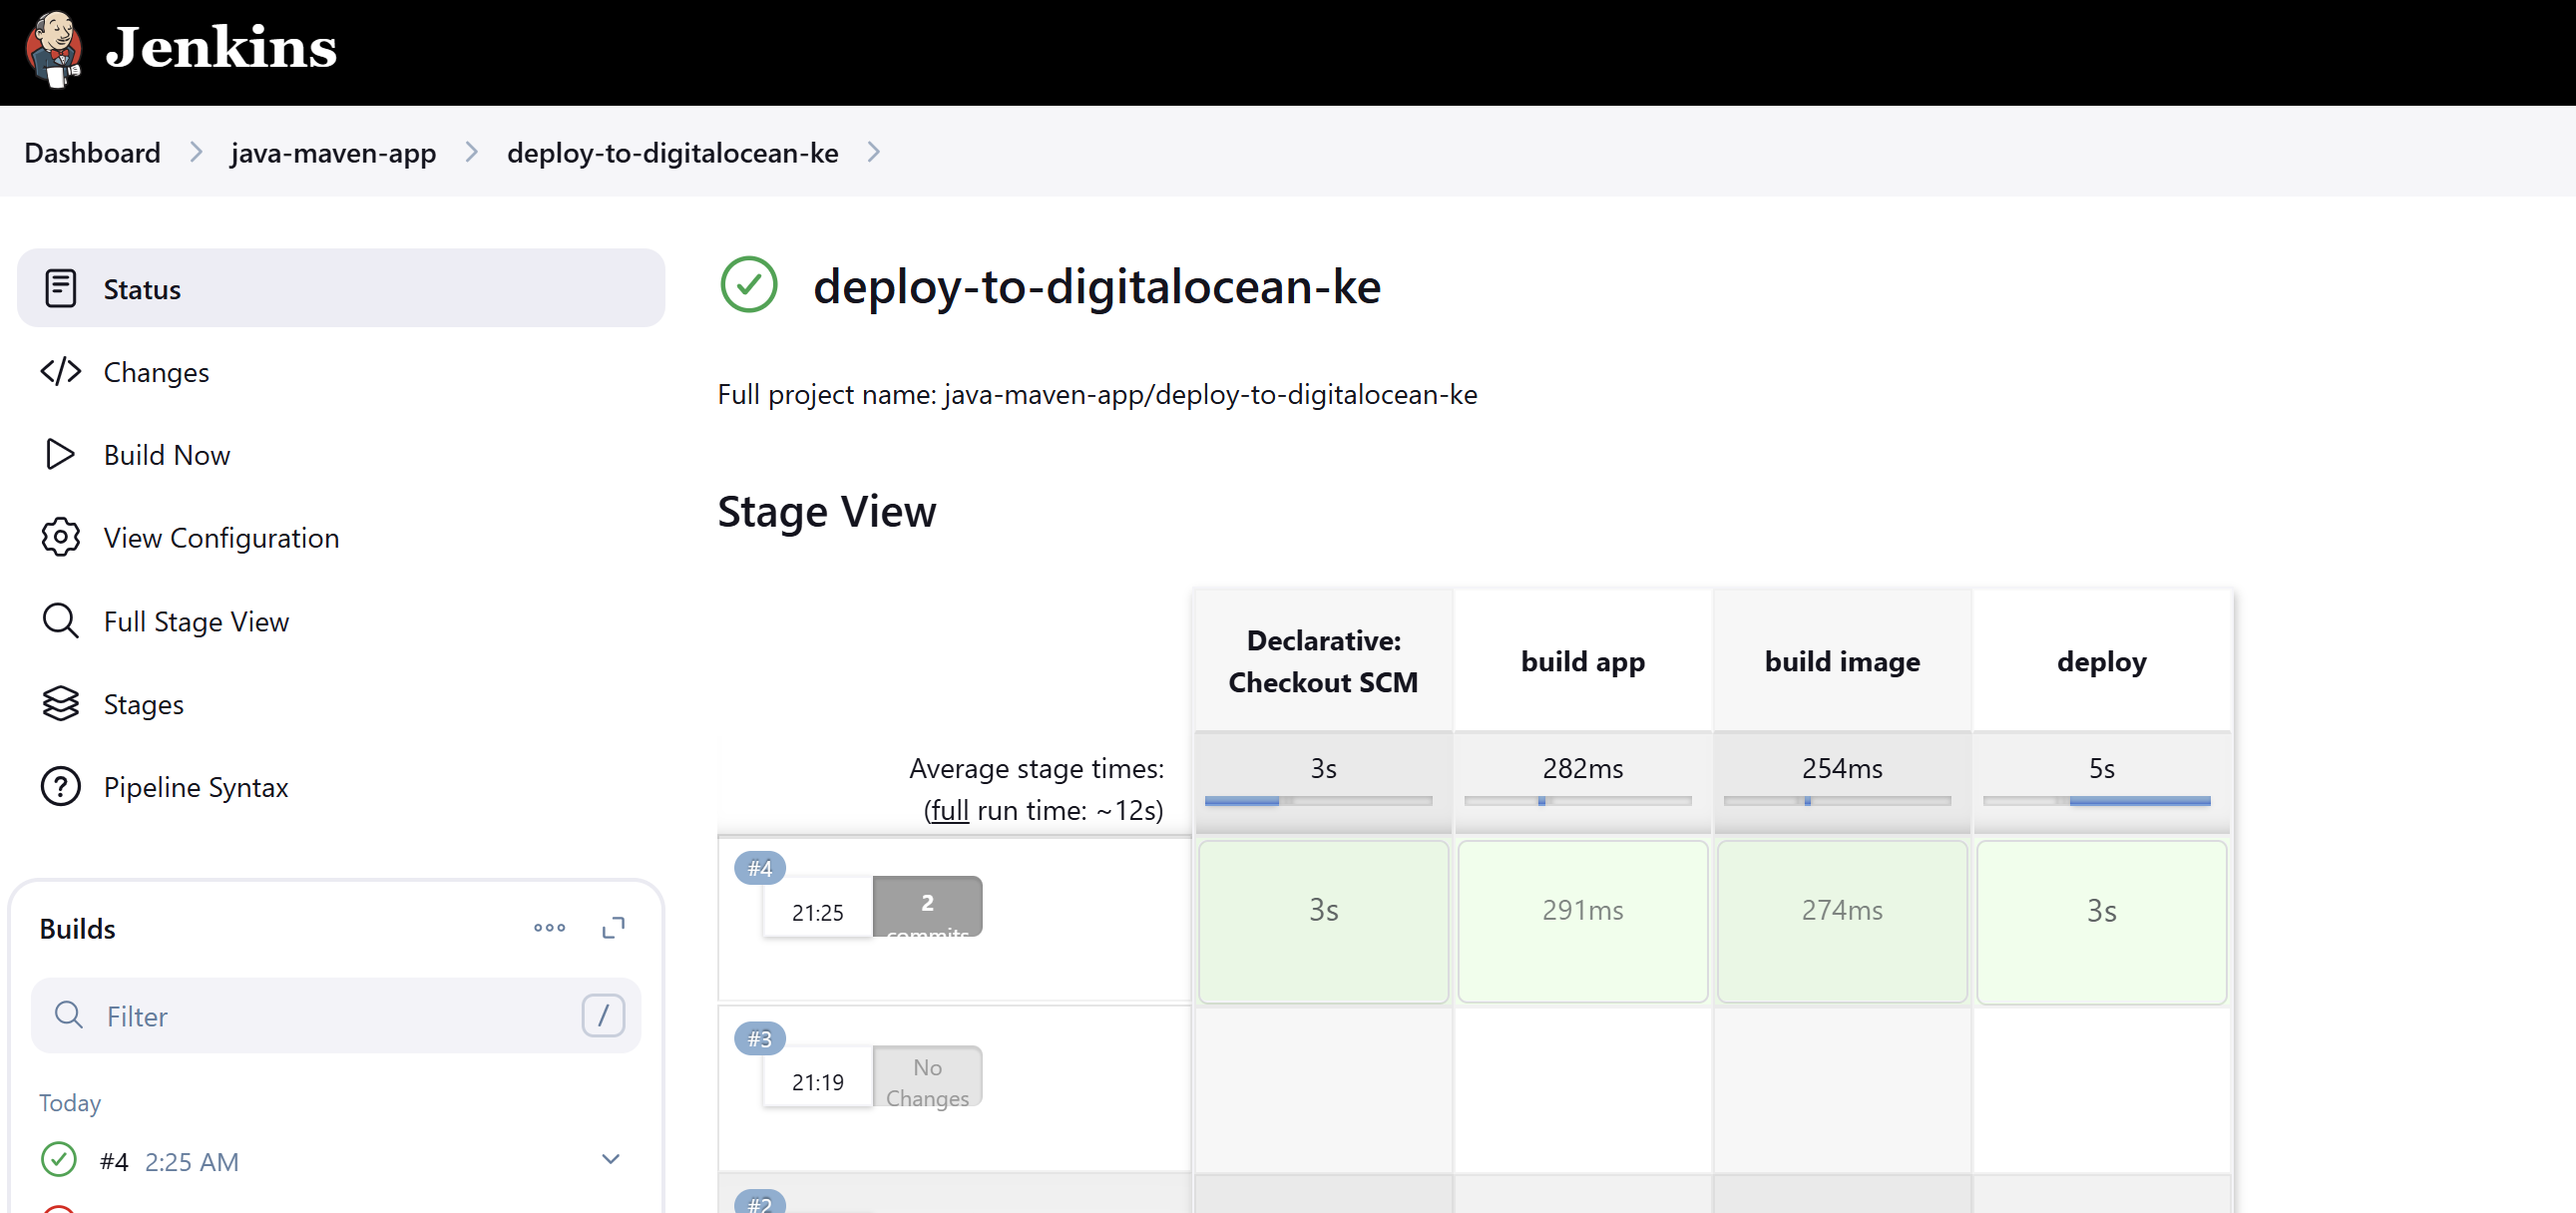 Jenkins
Dashboard
java-maven-app
deploy-to-digitalocean-ke
Status
Changes
Build Now
View Configuration
Full Stage View
Stages
Pipeline Syntax
Builds
Filter
/
Today
#4 2:25 AM
deploy-to-digitalocean-ke
Full project name: java-maven-app/deploy-to-digitalocean-ke
Stage View
Declarative:
Checkout SCM
build app
build image
deploy
Average stage times:
(full run time: ~12s)
3s
282ms
254ms
5s
#4
21:25
2
commits
3s
291ms
274ms
3s
#3
21:19
No
Changes
#2